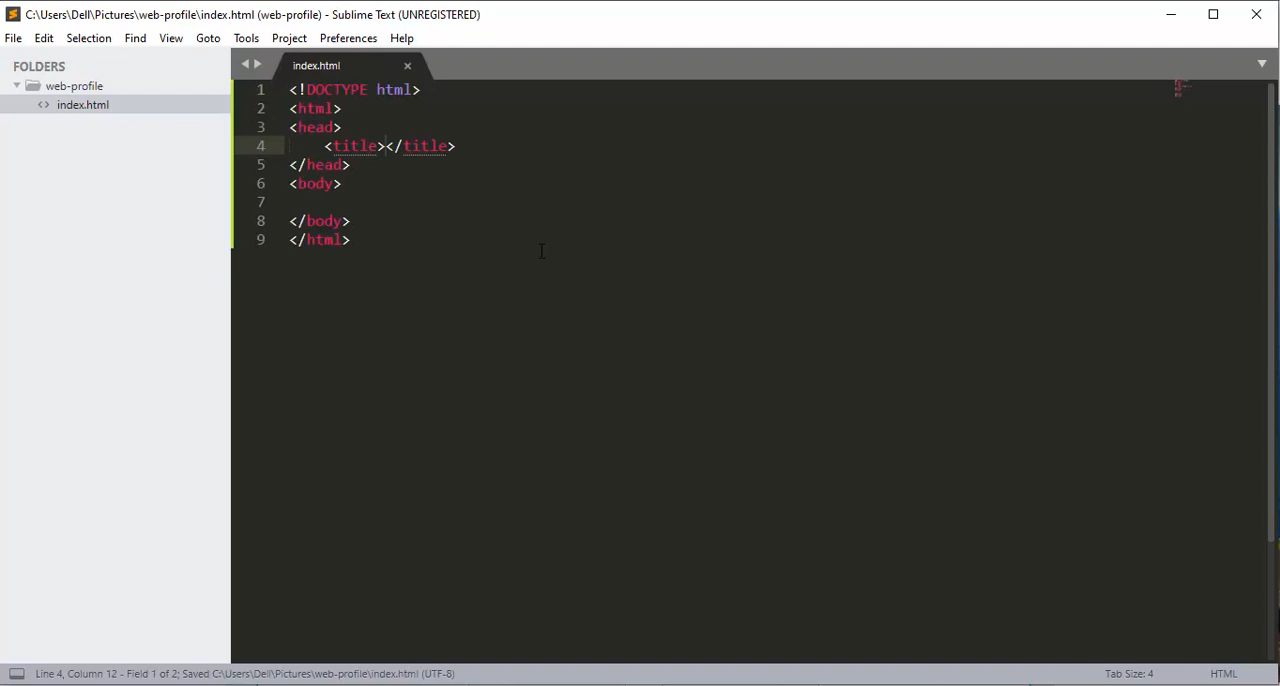 C:\Users\Dell\Pictures\web-profile\index.html (web-profile) - Sublime Text (UNREGISTERED)
File Edit Selection Find View Goto Tools Project Preferences Help
FOLDERS
web-profile
index.html
index.html
1 <!DOCTYPE html>
2 <html>
3 <head>
4     <title></title>
5 </head>
6 <body>
7
8 </body>
9 </html>
Line 4, Column 12 - Field 1 of 2; Saved C:\Users\Dell\Pictures\web-profile\index.html (UTF-8)
Tab Size: 4
HTML